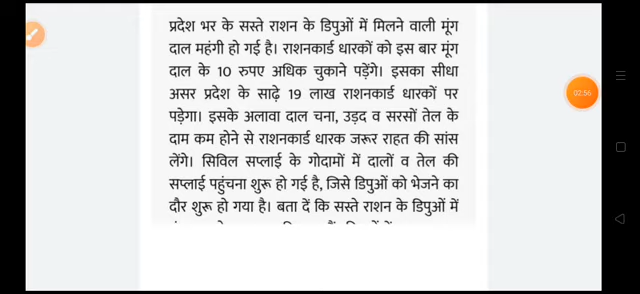 प्रदेश भर के सस्ते राशन के डिपुओं में मिलने वाली मूंग
दाल महंगी हो गई है। राशनकार्ड धारकों को इस बार मूंग
दाल के 10 रुपए अधिक चुकाने पड़ेंगे। इसका सीधा
असर प्रदेश के साढ़े 19 लाख राशनकार्ड धारकों पर
पड़ेगा। इसके अलावा दाल चना, उड़द व सरसों तेल के
दाम कम होने से राशनकार्ड धारक जरूर राहत की सांस
लेंगे। सिविल सप्लाई के गोदामों में दालों व तेल की
सप्लाई पहुंचना शुरू हो गई है, जिसे डिपुओं को भेजने का
दौर शुरू हो गया है। बता दें कि सस्ते राशन के डिपुओं में
02:56